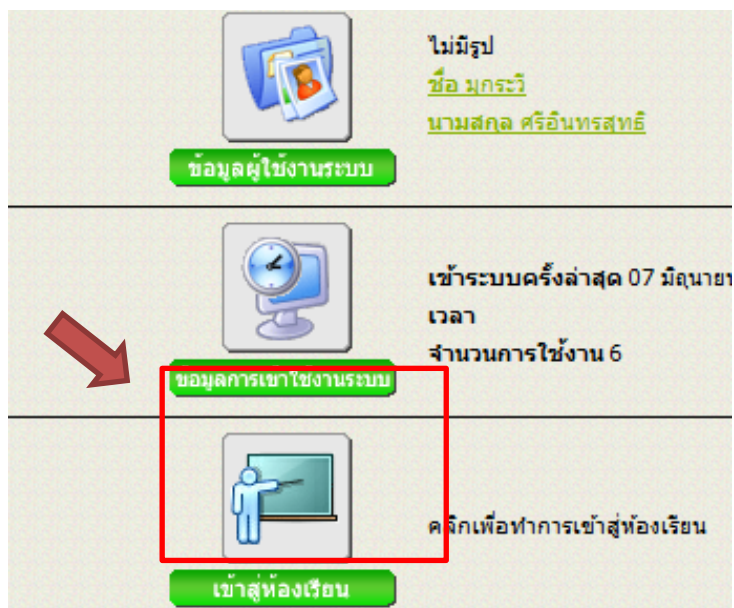 ไม่มีรูป
ชื่อ มุกระวี
นามสกุล ศรีอินทรสุทธิ์
ข้อมูลผู้ใช้งานระบบ
เข้าระบบครั้งล่าสุด 07 มิถุนาย
เวลา
จำนวนการใช้งาน 6
ข้อมูลการเข้าใช้งานระบบ
คลิกเพื่อทำการเข้าสู่ห้องเรียน
เข้าสู่ห้องเรียน